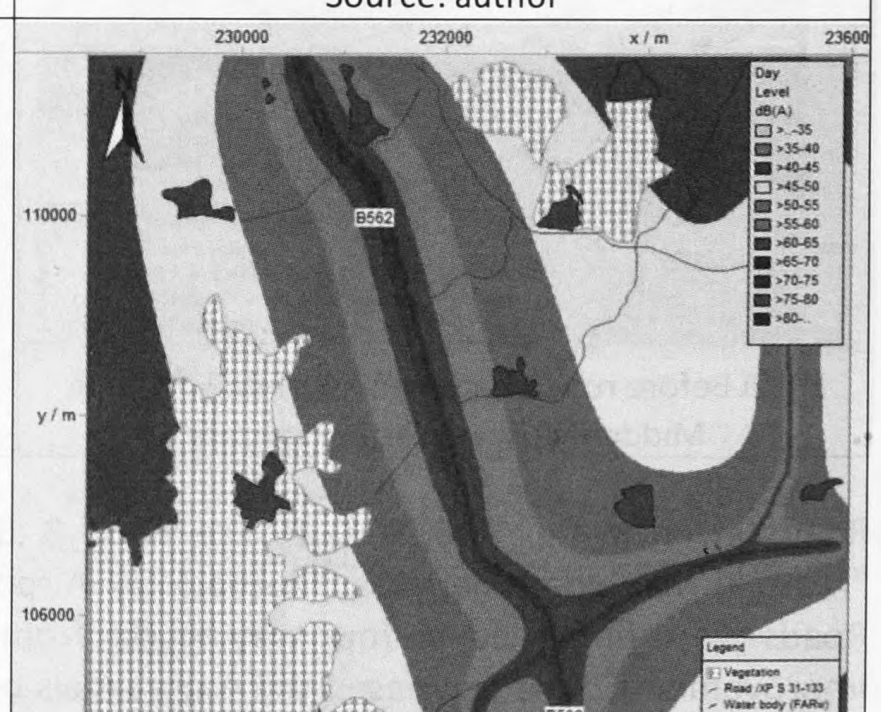 Source: author
230000 232000 x / m 23600
N
Day
Level
dB(A)
>..-35
>35-40
>40-45
>45-50
>50-55
>55-60
>60-65
>65-70
>70-75
>75-80
>80-..
110000
B562
y / m
106000
Legend
Vegetation
Road /XP S 31-133
Water body (FARw)